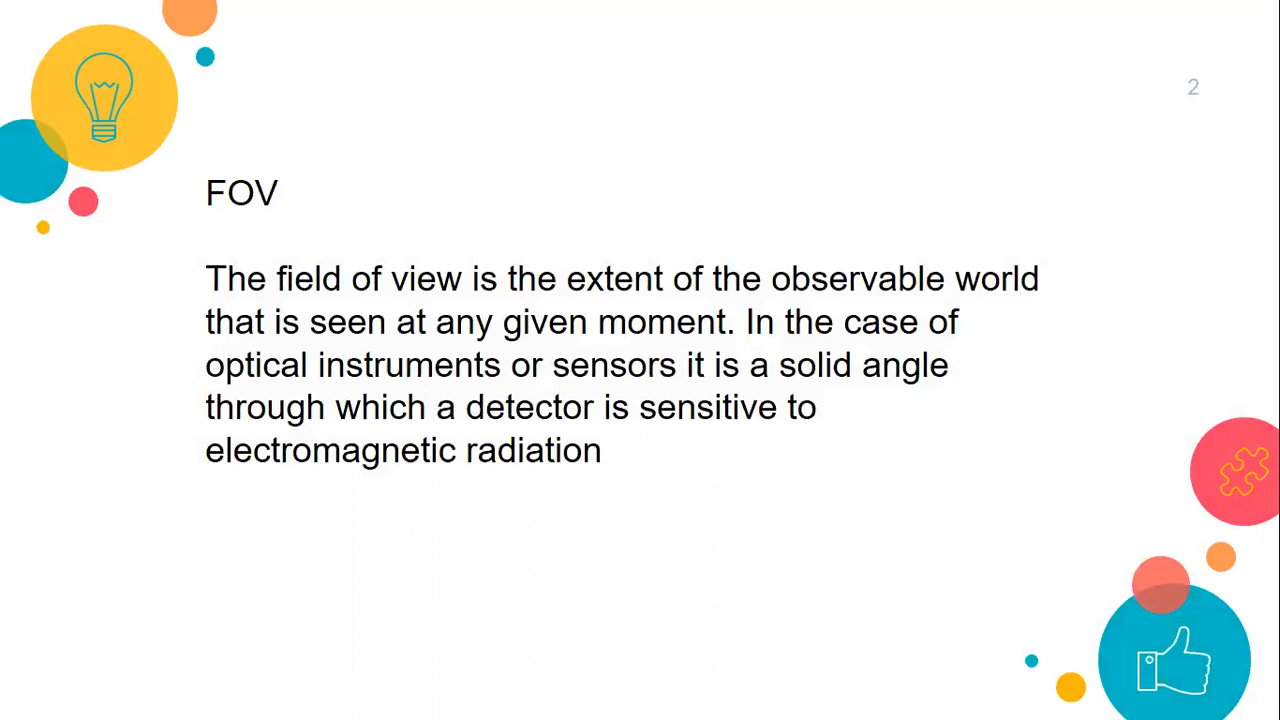 2
FOV
The field of view is the extent of the observable world
that is seen at any given moment. In the case of
optical instruments or sensors it is a solid angle
through which a detector is sensitive to
electromagnetic radiation